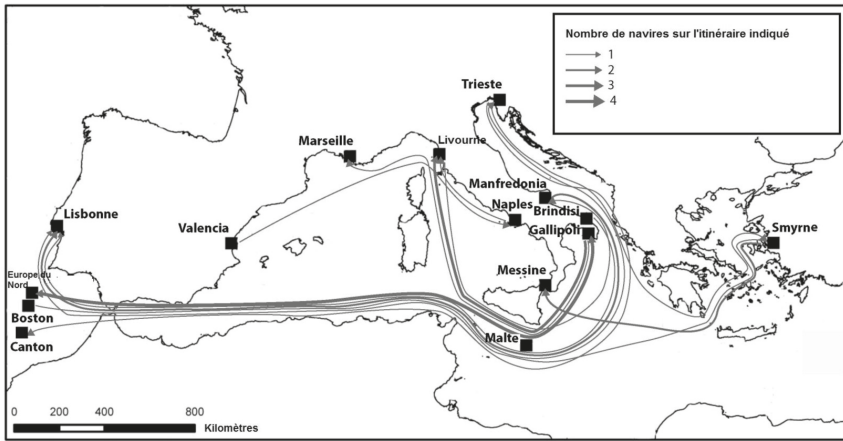 Nombre de navires sur l'itinéraire indiqué
1
2
3
4
Trieste
Marseille
Livourne
Manfredonia
Lisbonne
Naples
Brindisi
Valencia
Gallipoli
Smyrne
Europe du
Nord
Messine
Boston
Malte
Canton
0 200 400 800
Kilomètres